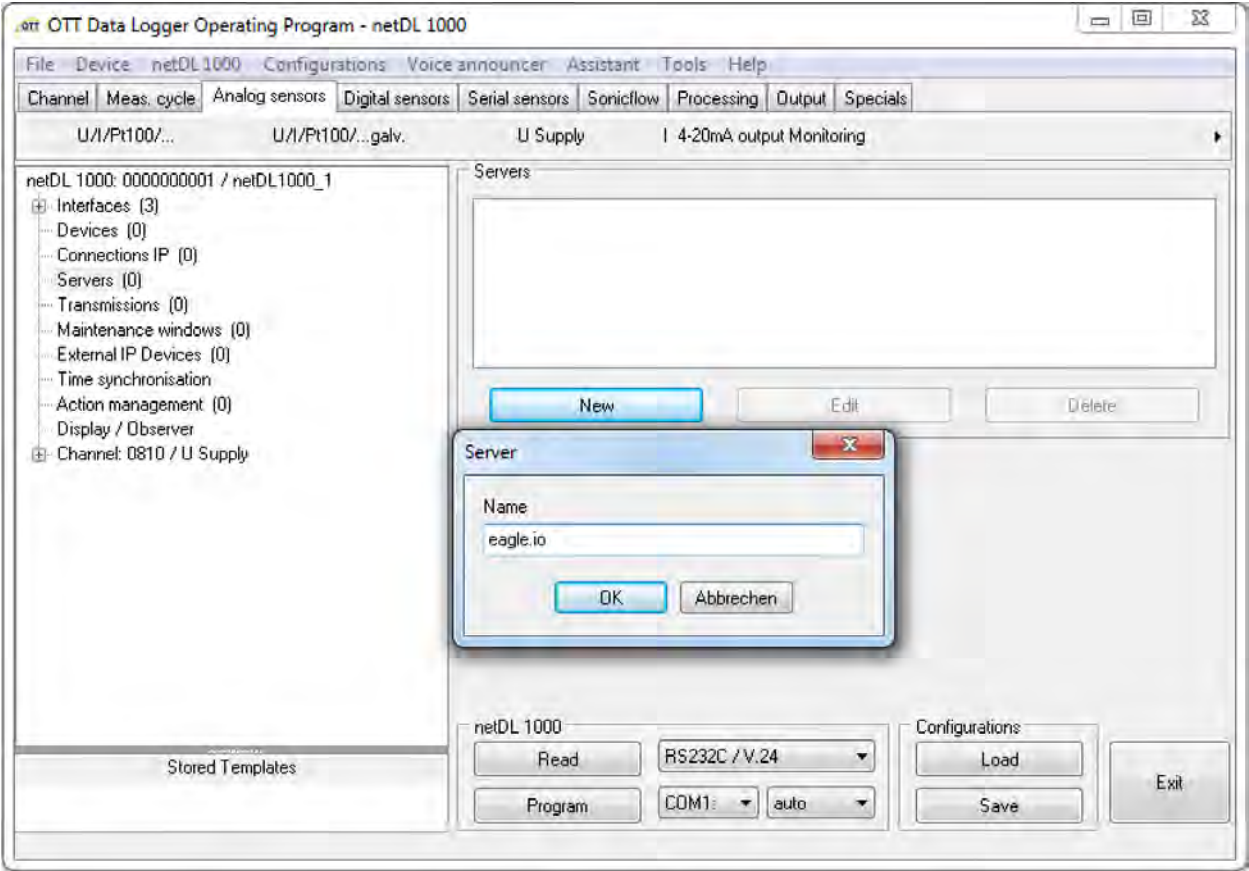 OTT OTT Data Logger Operating Program - netDL 1000
File Device netDL 1000 Configurations Voice announcer Assistant Tools Help
Channel Meas. cycle Analog sensors Digital sensors Serial sensors Sonicflow Processing Output Specials
U/I/Pt100/... U/I/Pt100/...galv. U Supply I 4-20mA output Monitoring
netDL 1000: 0000000001 / netDL1000_1
Interfaces (3)
Devices (0)
Connections IP (0)
Servers (0)
Transmissions (0)
Maintenance windows (0)
External IP Devices (0)
Time synchronisation
Action management (0)
Display / Observer
Channel: 0810 / U Supply
Stored Templates
Servers
New Edit Delete
Server
Name
eagle.io
OK Abbrechen
netDL 1000
Read RS232C / V.24
Program COM1: auto
Configurations
Load
Save
Exit